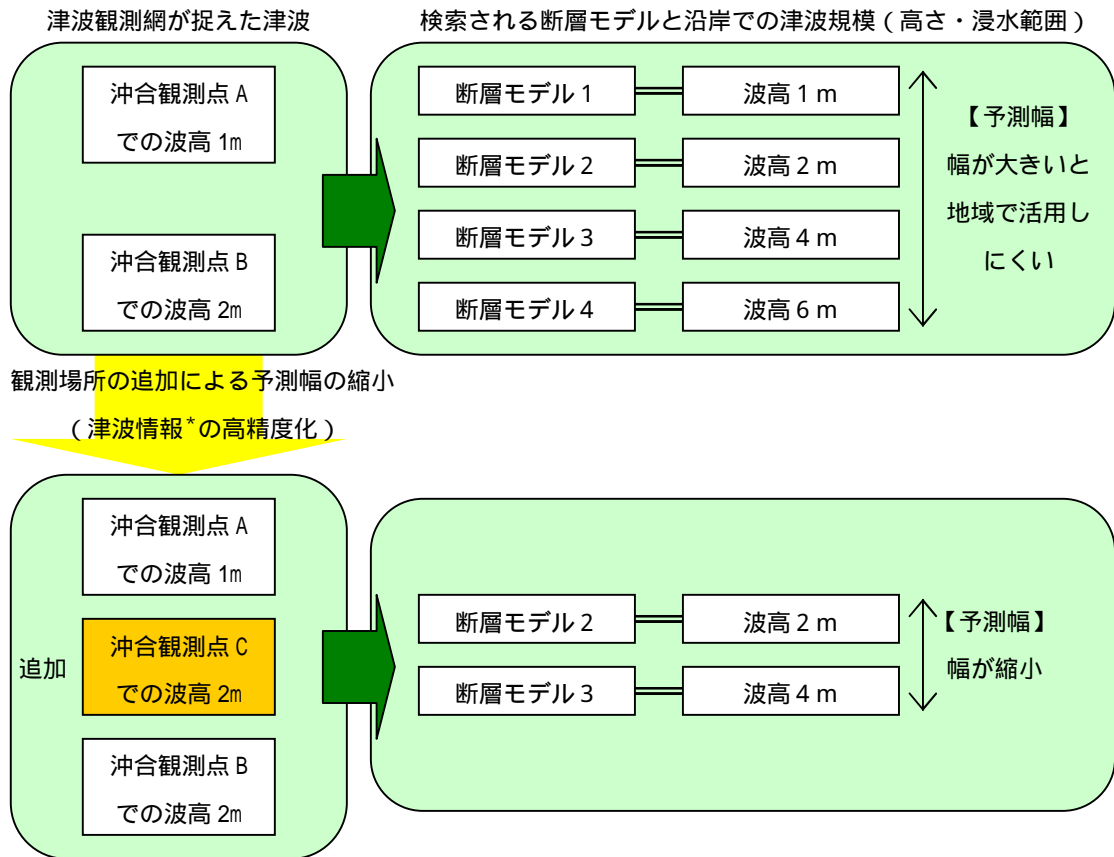 津波観測網が捉えた津波
検索される断層モデルと沿岸での津波規模（高さ・浸水範囲）
沖合観測点 A
での波高 1m
沖合観測点 B
での波高 2m
断層モデル 1
波高 1 m
断層モデル 2
波高 2 m
断層モデル 3
波高 4 m
断層モデル 4
波高 6 m
【予測幅】
幅が大きいと
地域で活用し
にくい
観測場所の追加による予測幅の縮小
（津波情報*の高精度化）
沖合観測点 A
での波高 1m
追加
沖合観測点 C
での波高 2m
沖合観測点 B
での波高 2m
断層モデル 2
波高 2 m
断層モデル 3
波高 4 m
【予測幅】
幅が縮小